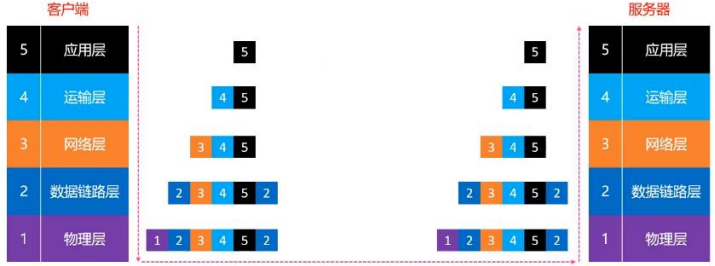 客户端 服务器
5 应用层 5 5 5 应用层
4 运输层 4 5 4 5 4 运输层
3 网络层 3 4 5 3 4 5 3 网络层
2 数据链路层 2 3 4 5 2 2 3 4 5 2 2 数据链路层
1 物理层 1 2 3 4 5 2 1 2 3 4 5 2 1 物理层